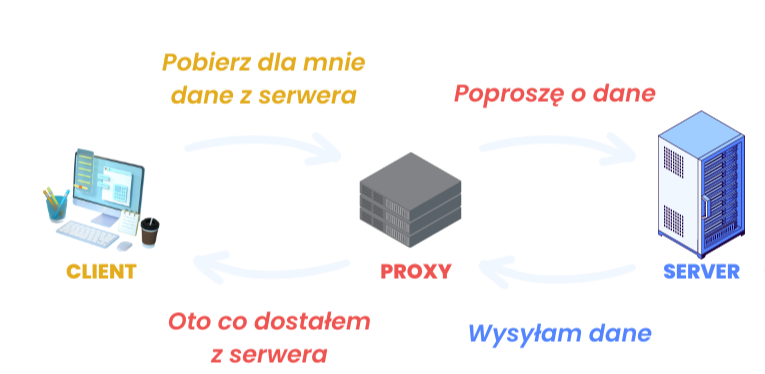 Pobierz dla mnie
dane z serwera
Poproszę o dane
CLIENT
PROXY
SERVER
Oto co dostałem
z serwera
Wysyłam dane